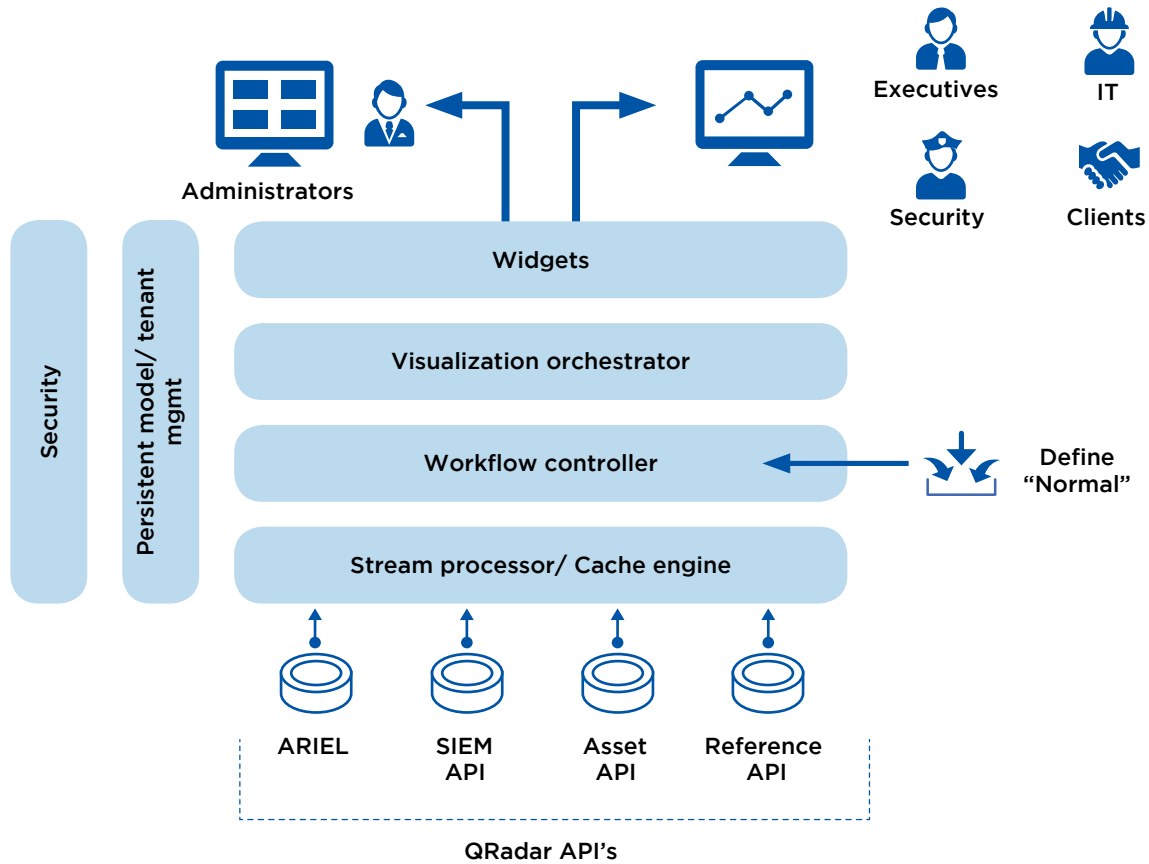 Executives
IT
Administrators
Security
Clients
Security
Persistent model/ tenant
mgmt
Widgets
Visualization orchestrator
Workflow controller
Define
“Normal”
Stream processor/ Cache engine
ARIEL
SIEM
API
Asset
API
Reference
API
QRadar API's